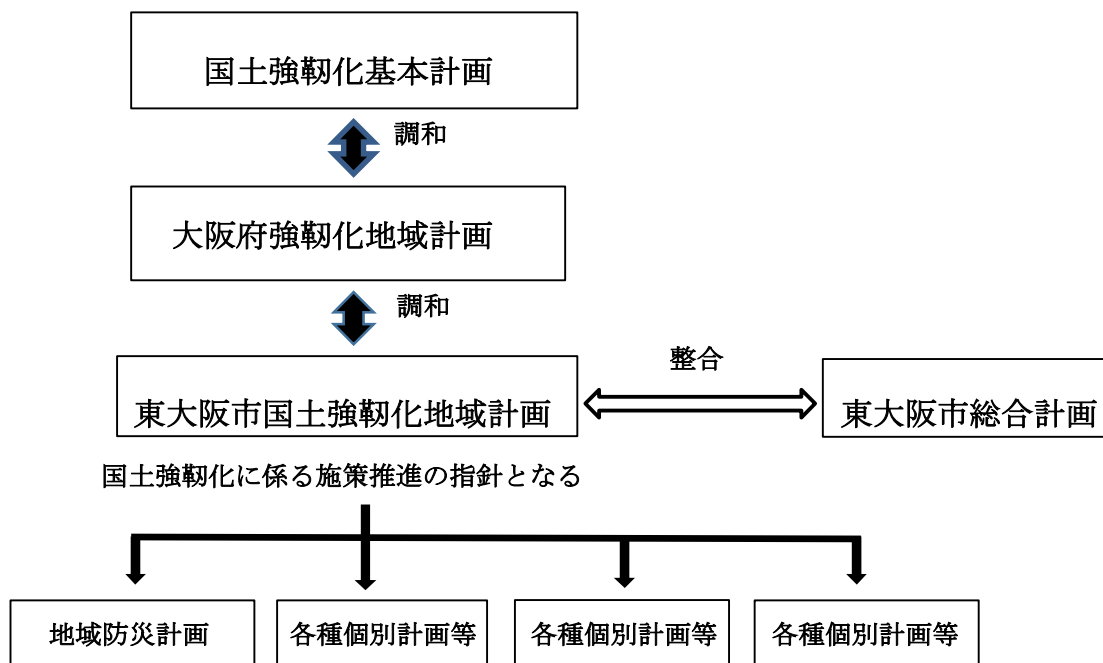 国土強靱化基本計画
調和
大阪府強靱化地域計画
調和
整合
東大阪市国土強靱化地域計画
東大阪市総合計画
国土強靱化に係る施策推進の指針となる
地域防災計画
各種個別計画等
各種個別計画等
各種個別計画等